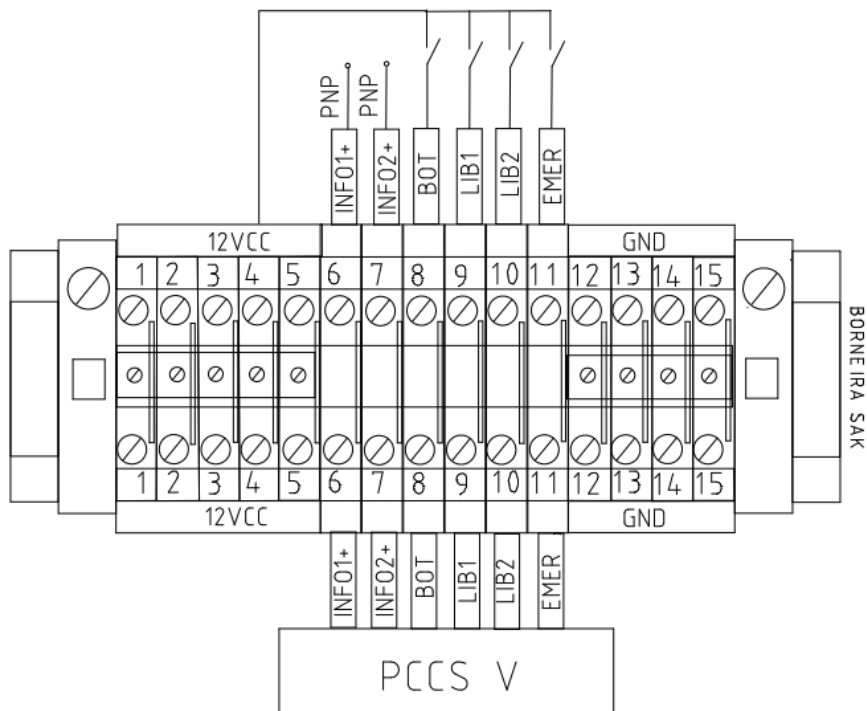 PNP PNP
INFO1+ INFO2+ BOT LIB1 LIB2 EMER
12VCC GND
1 2 3 4 5 6 7 8 9 10 11 12 13 14 15
BORNEIRA SAK
1 2 3 4 5 6 7 8 9 10 11 12 13 14 15
12VCC GND
INFO1+ INFO2+ BOT LIB1 LIB2 EMER
PCCS V